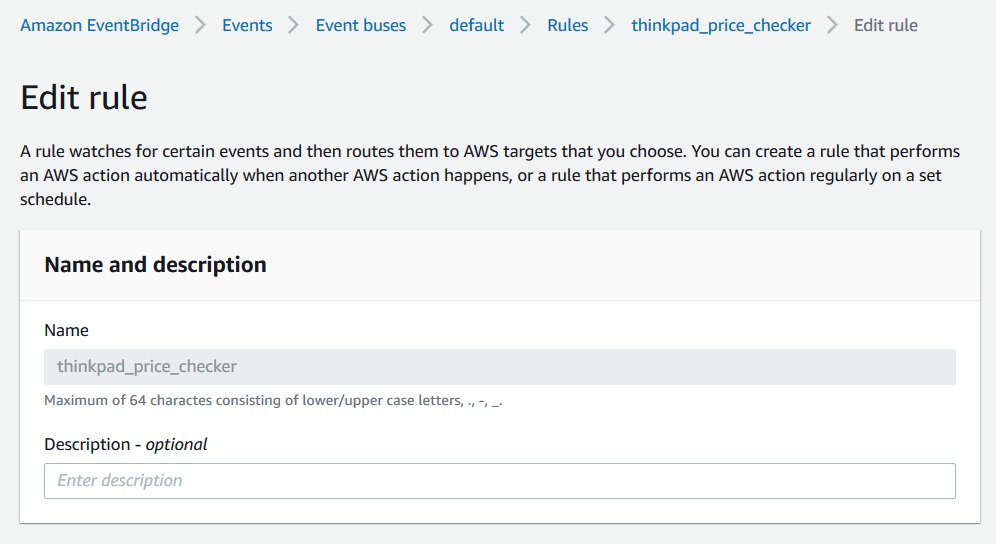 Amazon EventBridge > Events > Event buses > default > Rules > thinkpad_price_checker > Edit rule
Edit rule
A rule watches for certain events and then routes them to AWS targets that you choose. You can create a rule that performs
an AWS action automatically when another AWS action happens, or a rule that performs an AWS action regularly on a set
schedule.
Name and description
Name
thinkpad_price_checker
Maximum of 64 charactes consisting of lower/upper case letters, ., -, _.
Description - optional
Enter description